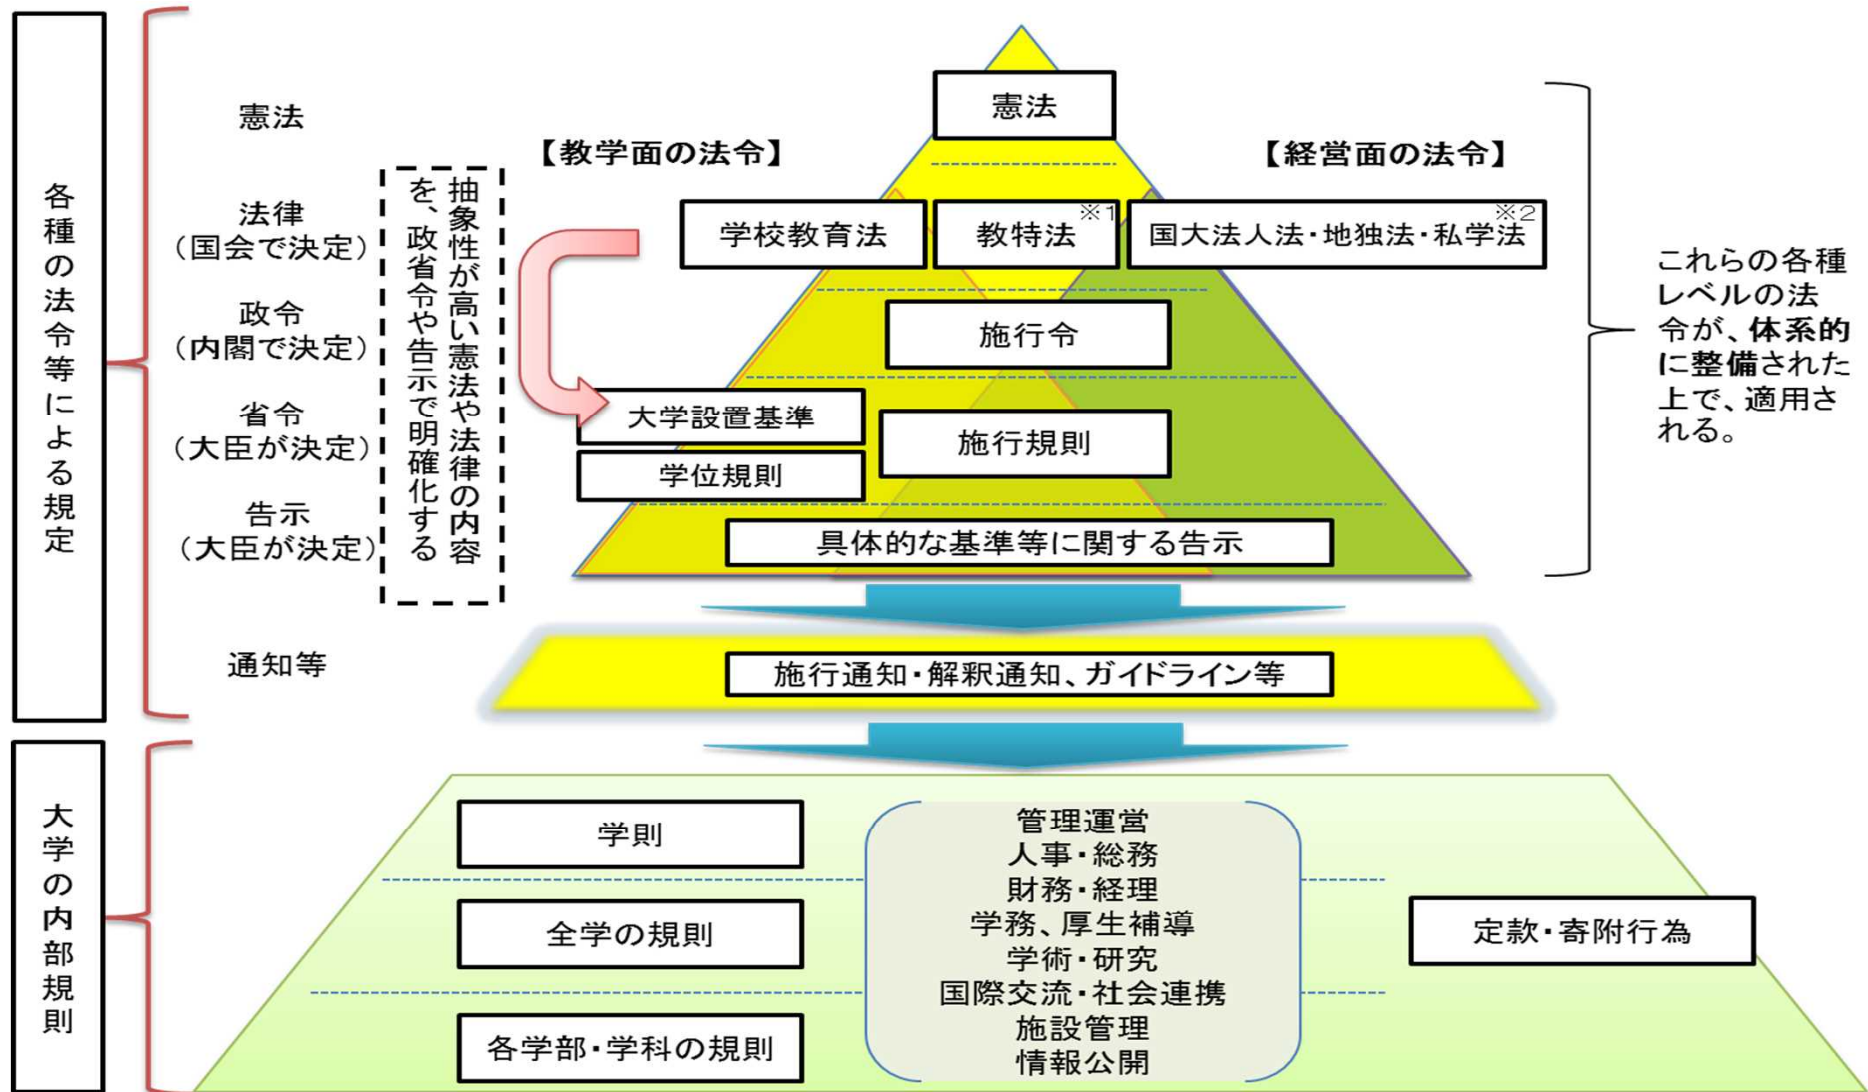 各種の法令等による規定
憲法
法律
（国会で決定）
政令
（内閣で決定）
省令
（大臣が決定）
告示
（大臣が決定）
通知等
抽象性が高い憲法や法律の内容
を、政省令や告示で明確化する
【教学面の法令】
【経営面の法令】
憲法
学校教育法
教特法※1
国大法人法・地独法・私学法※2
施行令
大学設置基準
学位規則
施行規則
具体的な基準等に関する告示
これらの各種
レベルの法
令が、体系的
に整備された
上で、適用さ
れる。
施行通知・解釈通知、ガイドライン等
大学の内部規則
学則
全学の規則
各学部・学科の規則
管理運営
人事・総務
財務・経理
学務、厚生補導
学術・研究
国際交流・社会連携
施設管理
情報公開
定款・寄附行為